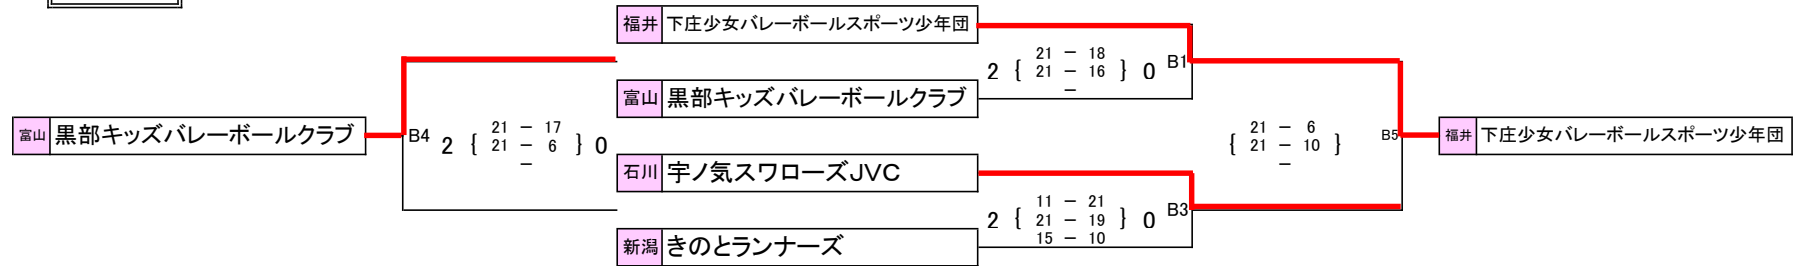 福井 下庄少女バレーボールスポーツ少年団
21 － 18
2 { 21 － 16 } 0 B1
－
富山 黒部キッズバレーボールクラブ
富山 黒部キッズバレーボールクラブ
B4
21 － 17
2 { 21 － 6 } 0
－
21 － 6
{ 21 － 10 }
－
B5
福井 下庄少女バレーボールスポーツ少年団
石川 宇ノ気スワローズJVC
11 － 21
2 { 21 － 19 } 0 B3
15 － 10
新潟 きのとランナーズ